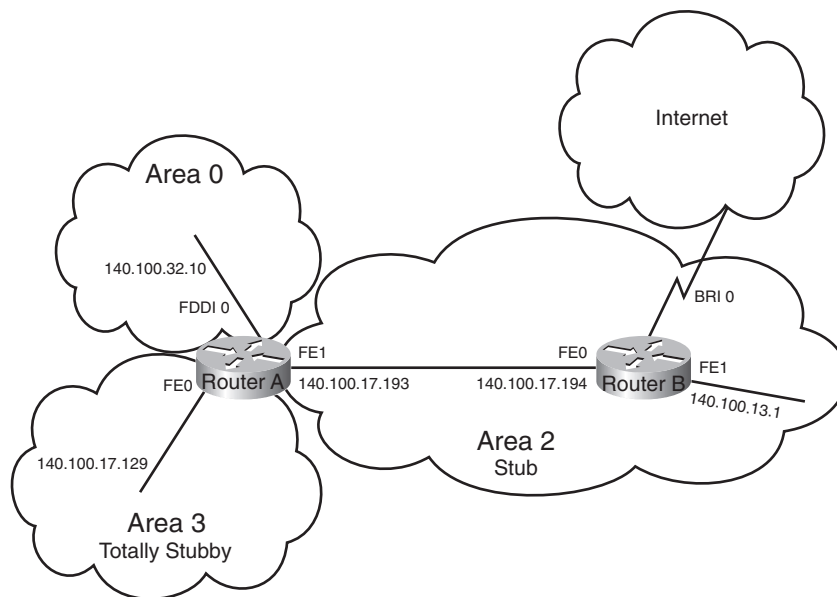 Internet
Area 0
140.100.32.10
FDDI 0
BRI 0
FE1
FE0
FE1
Router A
Router B
FE0
140.100.17.193
140.100.17.194
140.100.13.1
Area 2
Stub
140.100.17.129
Area 3
Totally Stubby